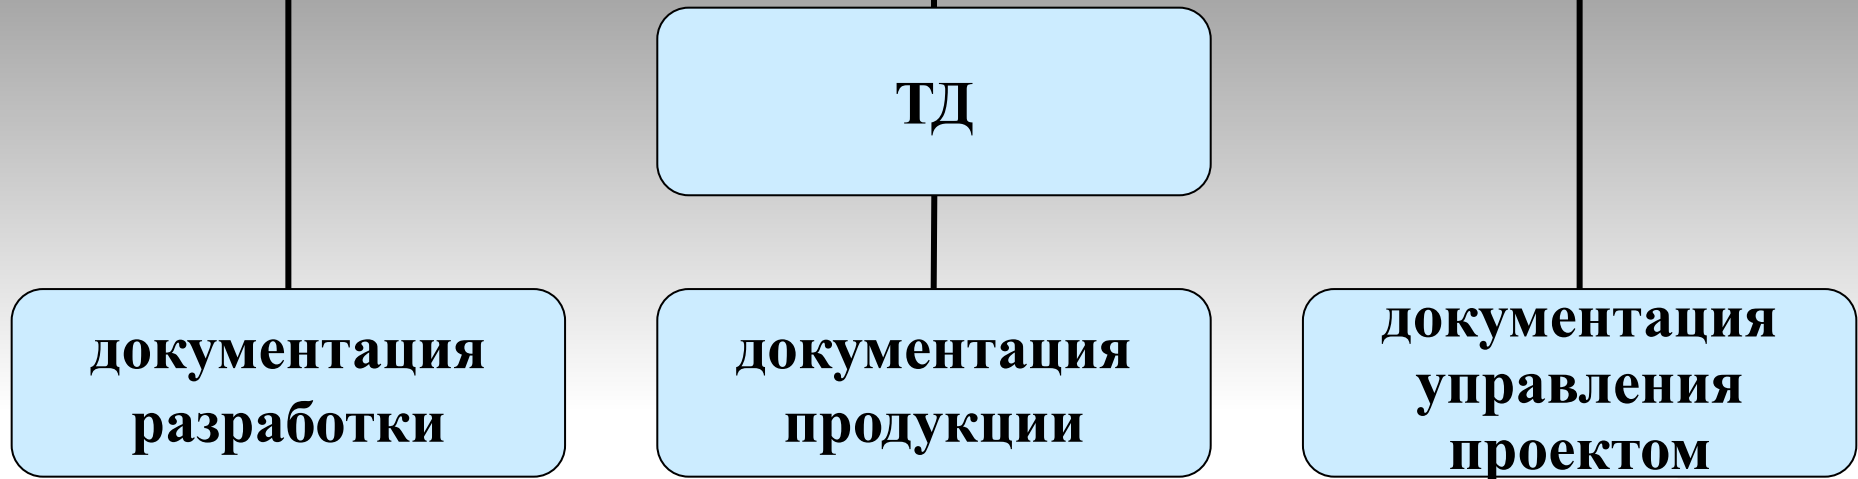 ТД
документация
разработки
документация
продукции
документация
управления
проектом